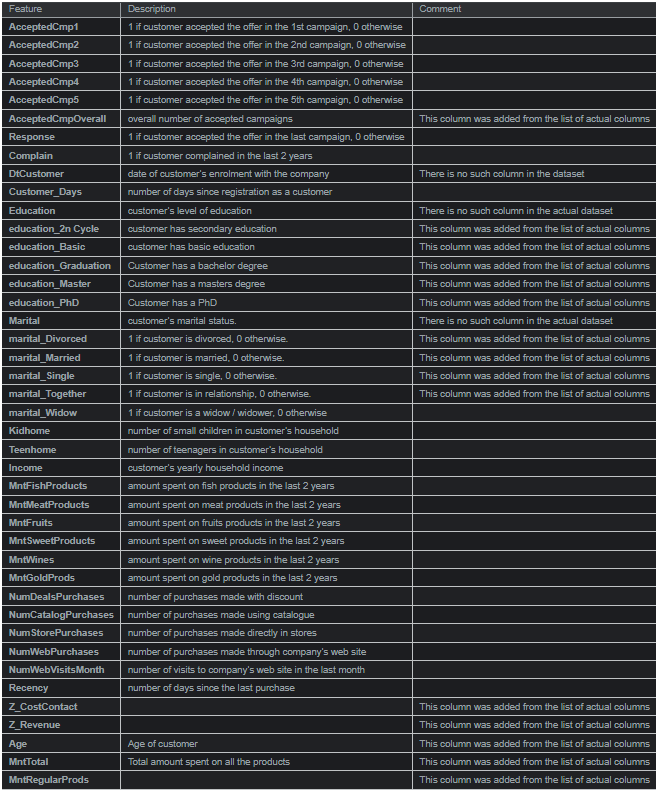 Feature Description Comment
AcceptedCmp1 1 if customer accepted the offer in the 1st campaign, 0 otherwise
AcceptedCmp2 1 if customer accepted the offer in the 2nd campaign, 0 otherwise
AcceptedCmp3 1 if customer accepted the offer in the 3rd campaign, 0 otherwise
AcceptedCmp4 1 if customer accepted the offer in the 4th campaign, 0 otherwise
AcceptedCmp5 1 if customer accepted the offer in the 5th campaign, 0 otherwise
AcceptedCmpOverall overall number of accepted campaigns This column was added from the list of actual columns
Response 1 if customer accepted the offer in the last campaign, 0 otherwise
Complain 1 if customer complained in the last 2 years
DtCustomer date of customer's enrolment with the company There is no such column in the dataset
Customer_Days number of days since registration as a customer
Education customer's level of education There is no such column in the actual dataset
education_2n Cycle customer has secondary education This column was added from the list of actual columns
education_Basic customer has basic education This column was added from the list of actual columns
education_Graduation Customer has a bachelor degree This column was added from the list of actual columns
education_Master Customer has a masters degree This column was added from the list of actual columns
education_PhD Customer has a PhD This column was added from the list of actual columns
Marital customer's marital status. There is no such column in the actual dataset
marital_Divorced 1 if customer is divorced, 0 otherwise. This column was added from the list of actual columns
marital_Married 1 if customer is married, 0 otherwise. This column was added from the list of actual columns
marital_Single 1 if customer is single, 0 otherwise. This column was added from the list of actual columns
marital_Together 1 if customer is in relationship, 0 otherwise. This column was added from the list of actual columns
marital_Widow 1 if customer is a widow / widower, 0 otherwise
Kidhome number of small children in customer's household
Teenhome number of teenagers in customer's household
Income customer's yearly household income
MntFishProducts amount spent on fish products in the last 2 years
MntMeatProducts amount spent on meat products in the last 2 years
MntFruits amount spent on fruits products in the last 2 years
MntSweetProducts amount spent on sweet products in the last 2 years
MntWines amount spent on wine products in the last 2 years
MntGoldProds amount spent on gold products in the last 2 years
NumDealsPurchases number of purchases made with discount
NumCatalogPurchases number of purchases made using catalogue
NumStorePurchases number of purchases made directly in stores
NumWebPurchases number of purchases made through company's web site
NumWebVisitsMonth number of visits to company's web site in the last month
Recency number of days since the last purchase
Z_CostContact This column was added from the list of actual columns
Z_Revenue This column was added from the list of actual columns
Age Age of customer This column was added from the list of actual columns
MntTotal Total amount spent on all the products This column was added from the list of actual columns
MntRegularProds This column was added from the list of actual columns